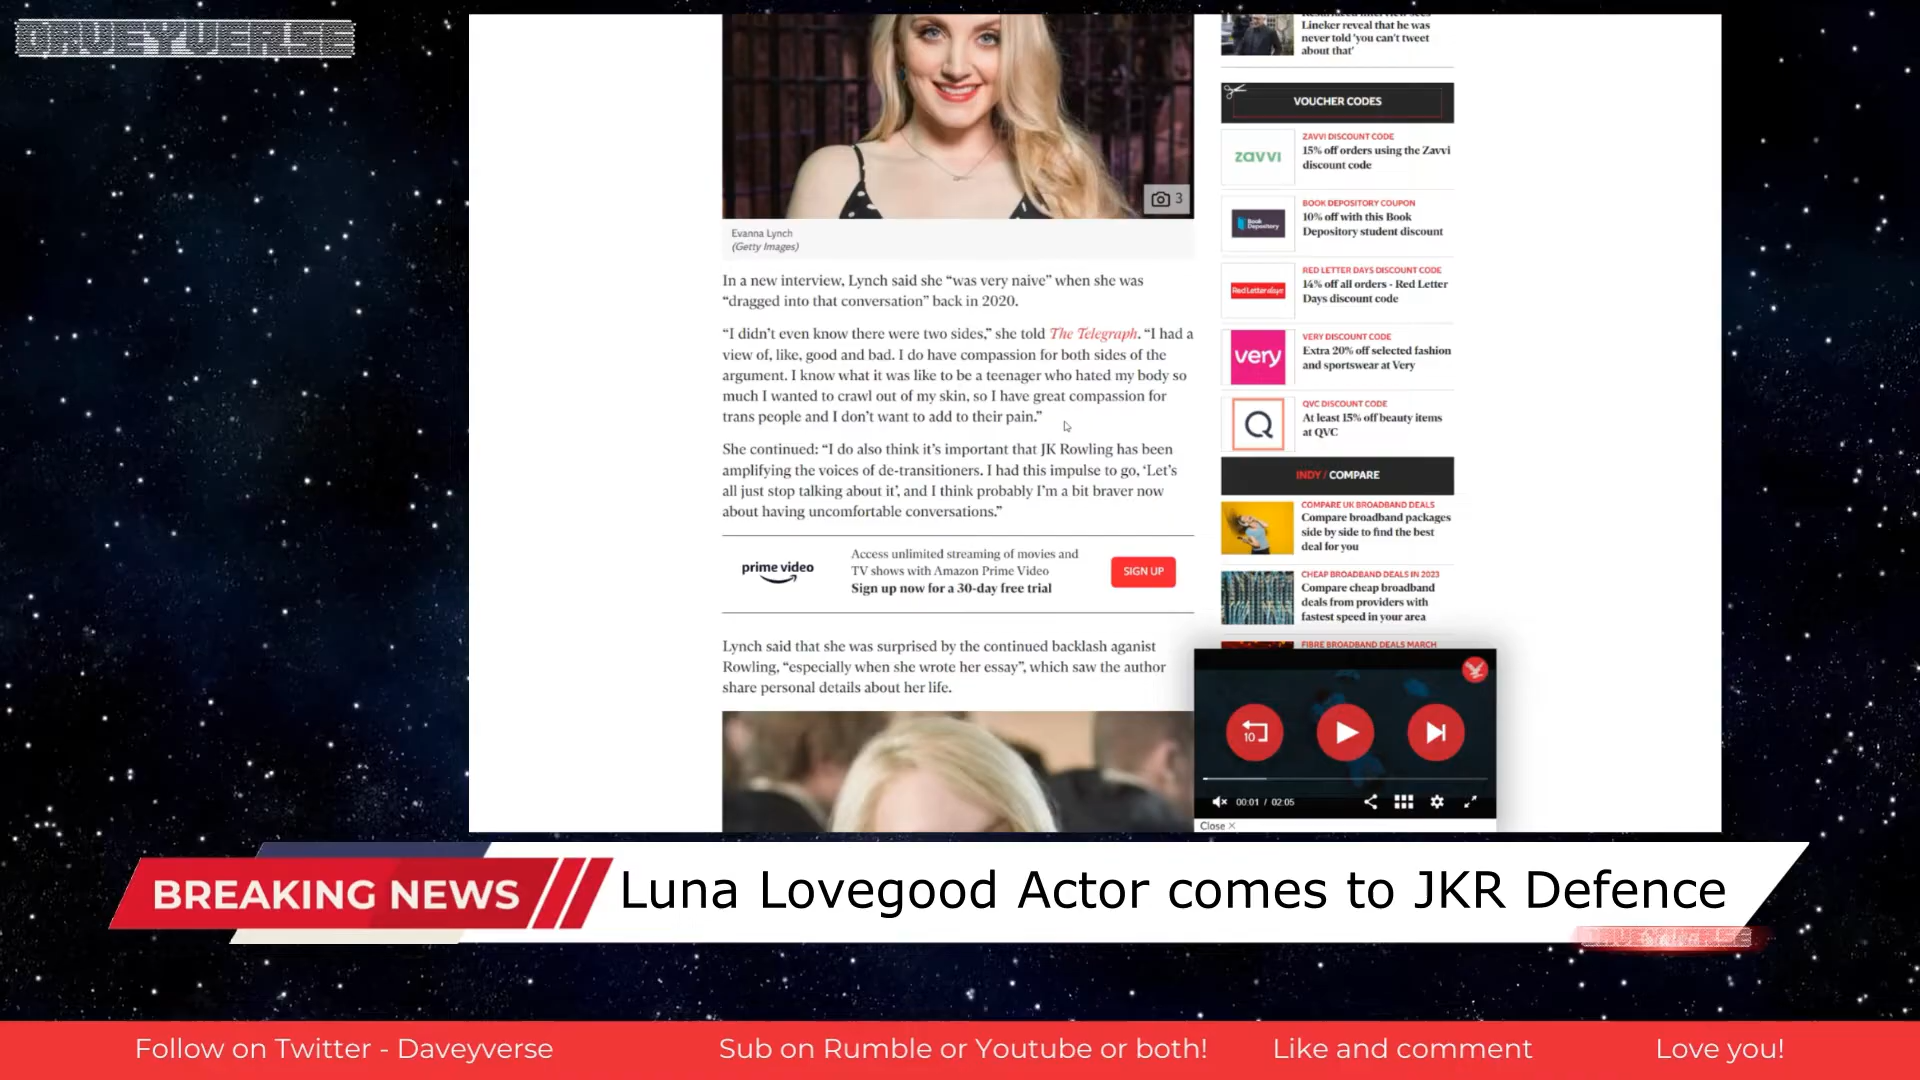 DAVEYVERSE
Lineker reveal that he was
never told 'you can't tweet
about that'
VOUCHER CODES
ZAVVI DISCOUNT CODE
zavvi
15% off orders using the Zavvi
discount code
3
BOOK DEPOSITORY COUPON
Book
Depository
10% off with this Book
Depository student discount
Evanna Lynch
(Getty Images)
RED LETTER DAYS DISCOUNT CODE
Red Letter days
14% off all orders - Red Letter
Days discount code
In a new interview, Lynch said she “was very naive” when she was
“dragged into that conversation” back in 2020.
“I didn’t even know there were two sides,” she told The Telegraph. “I had a
view of, like, good and bad. I do have compassion for both sides of the
argument. I know what it was like to be a teenager who hated my body so
much I wanted to crawl out of my skin, so I have great compassion for
trans people and I don’t want to add to their pain.”
VERY DISCOUNT CODE
very
Extra 20% off selected fashion
and sportswear at Very
QVC DISCOUNT CODE
Q
At least 15% off beauty items
at QVC
She continued: “I do also think it’s important that JK Rowling has been
amplifying the voices of de-transitioners. I had this impulse to go, ‘Let’s
all just stop talking about it’, and I think probably I’m a bit braver now
about having uncomfortable conversations.”
INDY / COMPARE
COMPARE UK BROADBAND DEALS
Compare broadband packages
side by side to find the best
deal for you
prime video
Access unlimited streaming of movies and
TV shows with Amazon Prime Video
Sign up now for a 30-day free trial
SIGN UP
CHEAP BROADBAND DEALS IN 2023
Compare cheap broadband
deals from providers with
fastest speed in your area
FIBRE BROADBAND DEALS MARCH
Lynch said that she was surprised by the continued backlash aganist
Rowling, “especially when she wrote her essay”, which saw the author
share personal details about her life.
10
00:01 / 02:05
Close X
BREAKING NEWS
Luna Lovegood Actor comes to JKR Defence
Follow on Twitter - Daveyverse
Sub on Rumble or Youtube or both!
Like and comment
Love you!